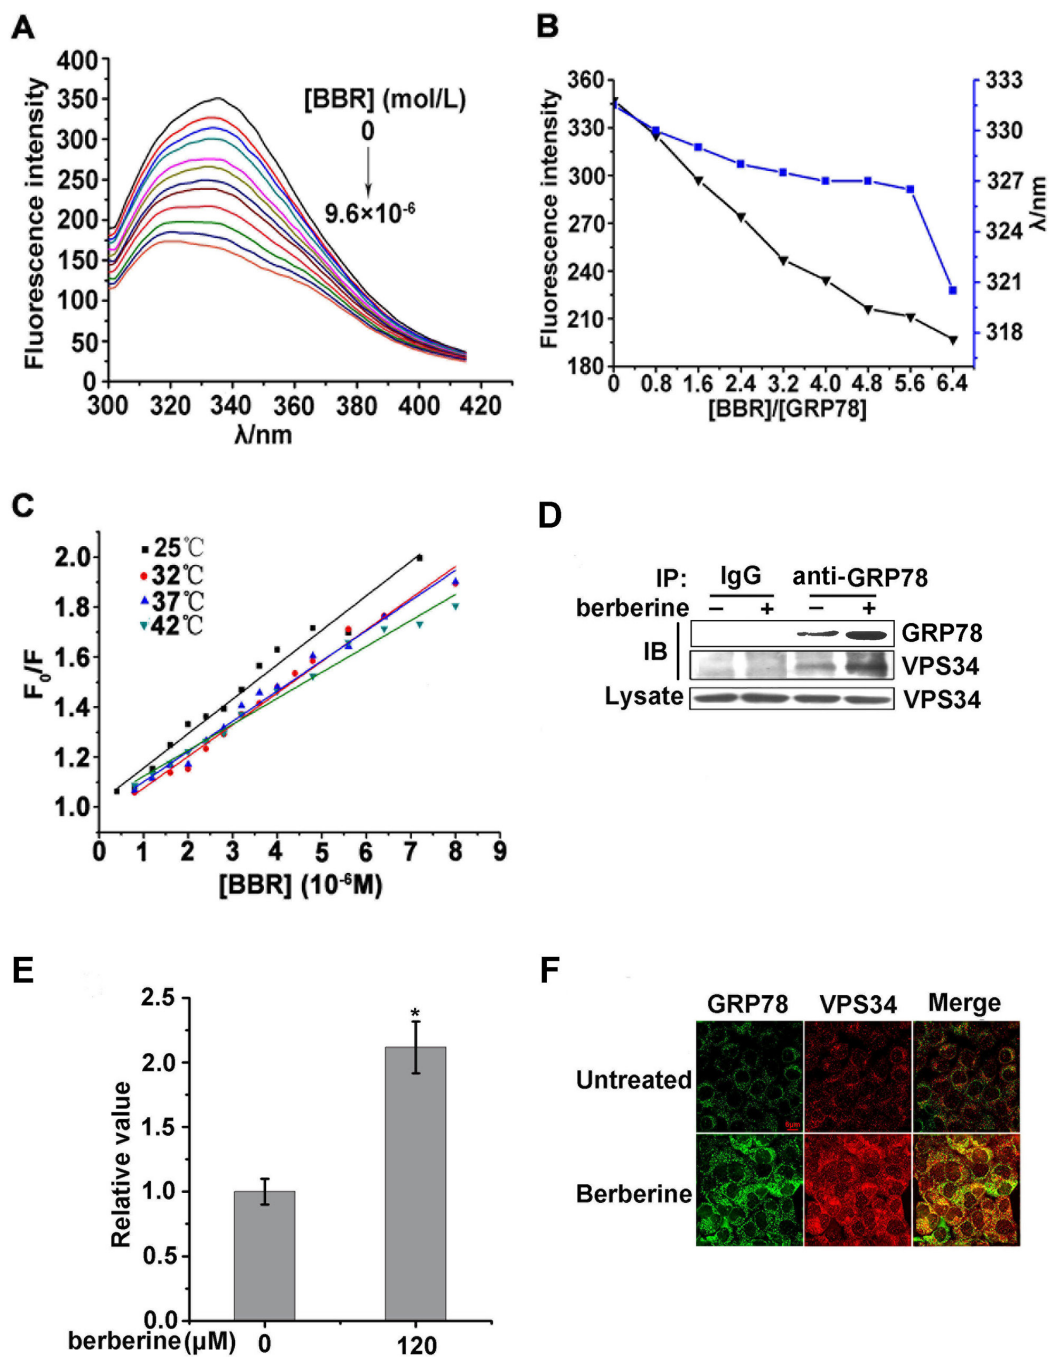 A
Fluorescence intensity
400
350
300
250
200
150
100
50
0
[BBR] (mol/L)
0
9.6×10⁻⁶
300 320 340 360 380 400 420
λ/nm
B
Fluorescence intensity
360
330
300
270
240
210
180
333
330
327
324
321
318
λ/nm
0 0.8 1.6 2.4 3.2 4.0 4.8 5.6 6.4
[BBR]/[GRP78]
C
F₀/F
2.0
1.8
1.6
1.4
1.2
1.0
25℃
32℃
37℃
42℃
0 1 2 3 4 5 6 7 8 9
[BBR] (10⁻⁶M)
D
IP: IgG anti-GRP78
berberine − + − +
IB
GRP78
VPS34
Lysate VPS34
E
Relative value
2.5
2.0
1.5
1.0
0.5
0.0
*
berberine(μM) 0 120
F
GRP78 VPS34 Merge
Untreated
Berberine